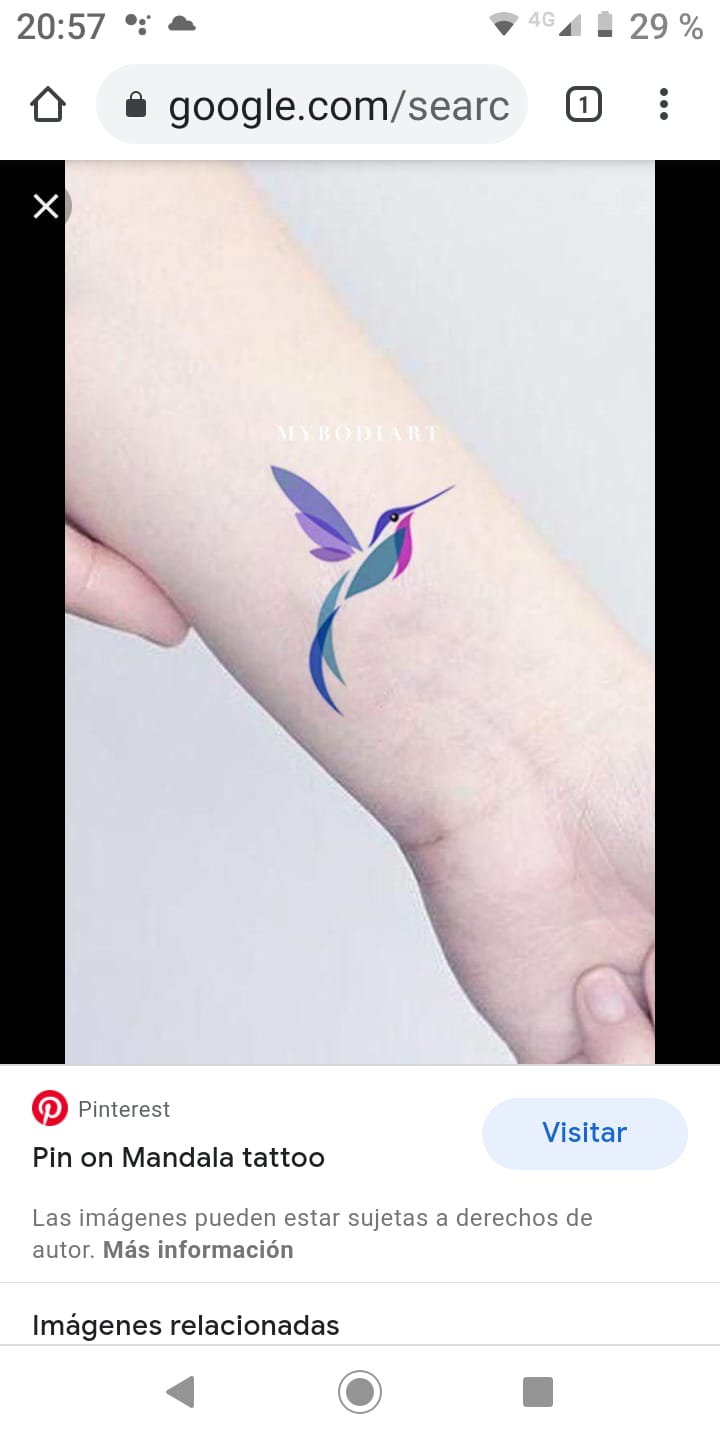 20:57 4G 29 %
google.com/searc 1
MYBODIART
Pinterest
Visitar
Pin on Mandala tattoo
Las imágenes pueden estar sujetas a derechos de
autor. Más información
Imágenes relacionadas